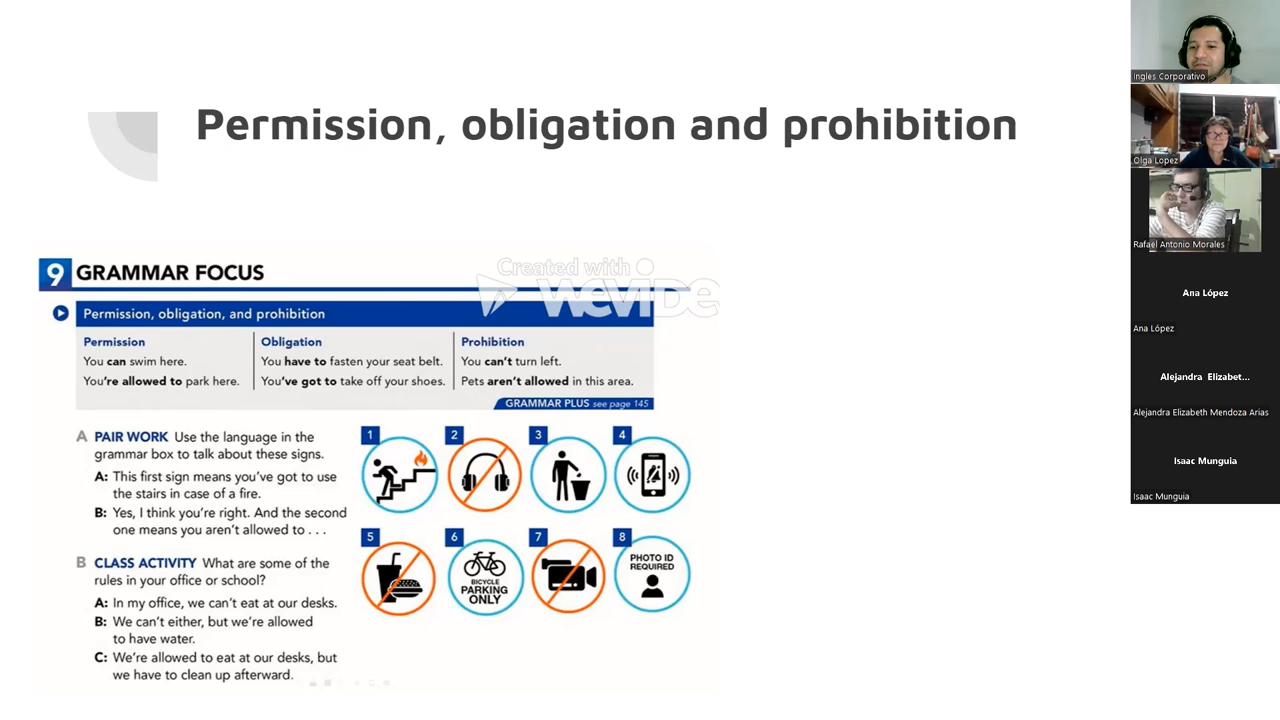 Permission, obligation and prohibition
9 GRAMMAR FOCUS
Created with
WeVide
Permission, obligation, and prohibition
Permission
You can swim here.
You're allowed to park here.
Obligation
You have to fasten your seat belt.
You've got to take off your shoes.
Prohibition
You can't turn left.
Pets aren't allowed in this area.
GRAMMAR PLUS see page 145
A PAIR WORK Use the language in the
grammar box to talk about these signs.
A: This first sign means you've got to use
the stairs in case of a fire.
B: Yes, I think you're right. And the second
one means you aren't allowed to . . .
B CLASS ACTIVITY What are some of the
rules in your office or school?
A: In my office, we can't eat at our desks.
B: We can't either, but we're allowed
to have water.
C: We're allowed to eat at our desks, but
we have to clean up afterward.
1
2
3
4
5
6
7
8
BICYCLE
PARKING
ONLY
PHOTO ID
REQUIRED
Ingles Corporativo
Olga Lopez
Rafael Antonio Morales
Ana López
Ana López
Alejandra Elizabet...
Alejandra Elizabeth Mendoza Arias
Isaac Munguia
Isaac Munguia